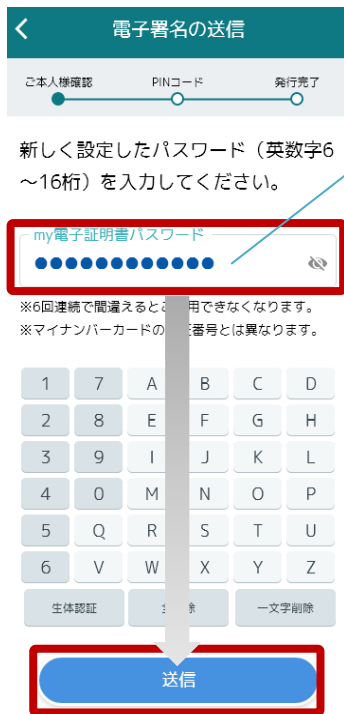 電子署名の送信
ご本人様確認 PINコード 発行完了
新しく設定したパスワード（英数字6
～16桁）を入力してください。
my電子証明書パスワード
※6回連続で間違えると 用できなくなります。
※マイナンバーカードの 証番号とは異なります。
1 7 A B C D
2 8 E F G H
3 9 I J K L
4 0 M N O P
5 Q R S T U
6 V W X Y Z
生体認証 一文字削除
送信